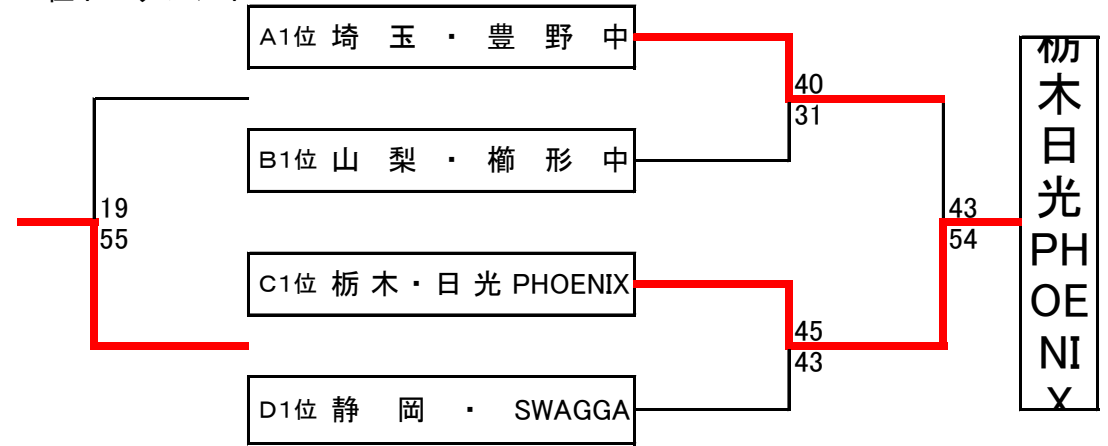 A1位 埼 玉 ・ 豊 野 中
40
31
B1位 山 梨 ・ 櫛 形 中
19
55
43
54
C1位 栃 木 ・ 日 光 PHOENIX
45
43
D1位 静 岡 ・ SWAGGA
栃
木
日
光
PH
OE
NI
X